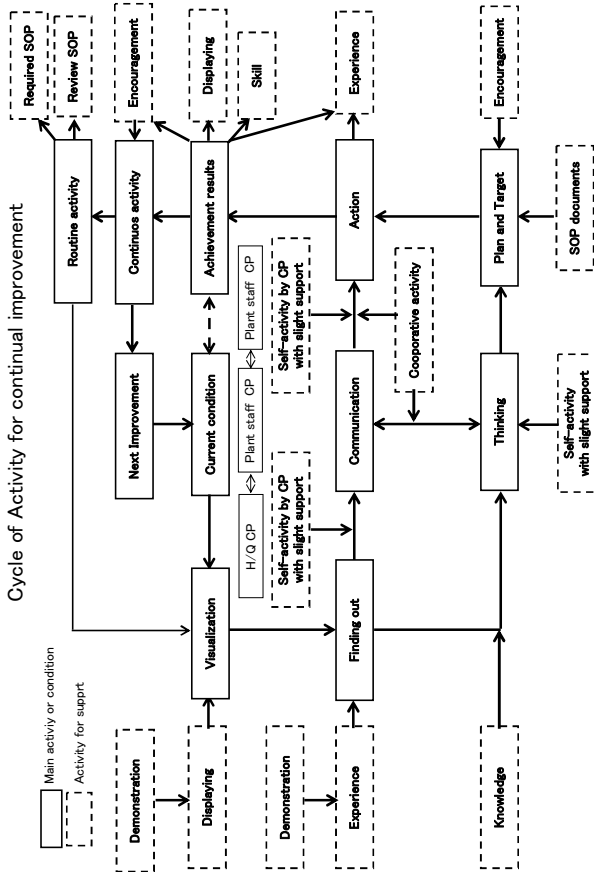 Cycle of Activity for continual improvement
Main activiy or condition
Activity for supprt
Required SOP
Review SOP
Routine activity
Encouragement
Continuos activity
Next Improvement
Demonstration
Displaying
Visualization
Current condition
Achievement results
Displaying
Skill
H/Q CP
Plant staff CP
Plant staff CP
Self-activity by CP
with slight support
Self-activity by CP
with slight support
Demonstration
Experience
Finding out
Communication
Action
Experience
Cooporative activity
Knowledge
Thinking
Plan and Target
Encouragement
Self-activity
with slight support
SOP documents